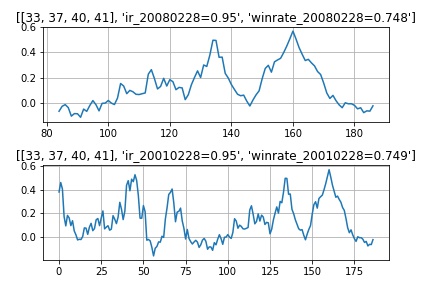 [[33, 37, 40, 41], 'ir_20080228=0.95', 'winrate_20080228=0.748']
0.6
0.4
0.2
0.0
80 100 120 140 160 180
[[33, 37, 40, 41], 'ir_20010228=0.95', 'winrate_20010228=0.749']
0.6
0.4
0.2
0.0
0 25 50 75 100 125 150 175